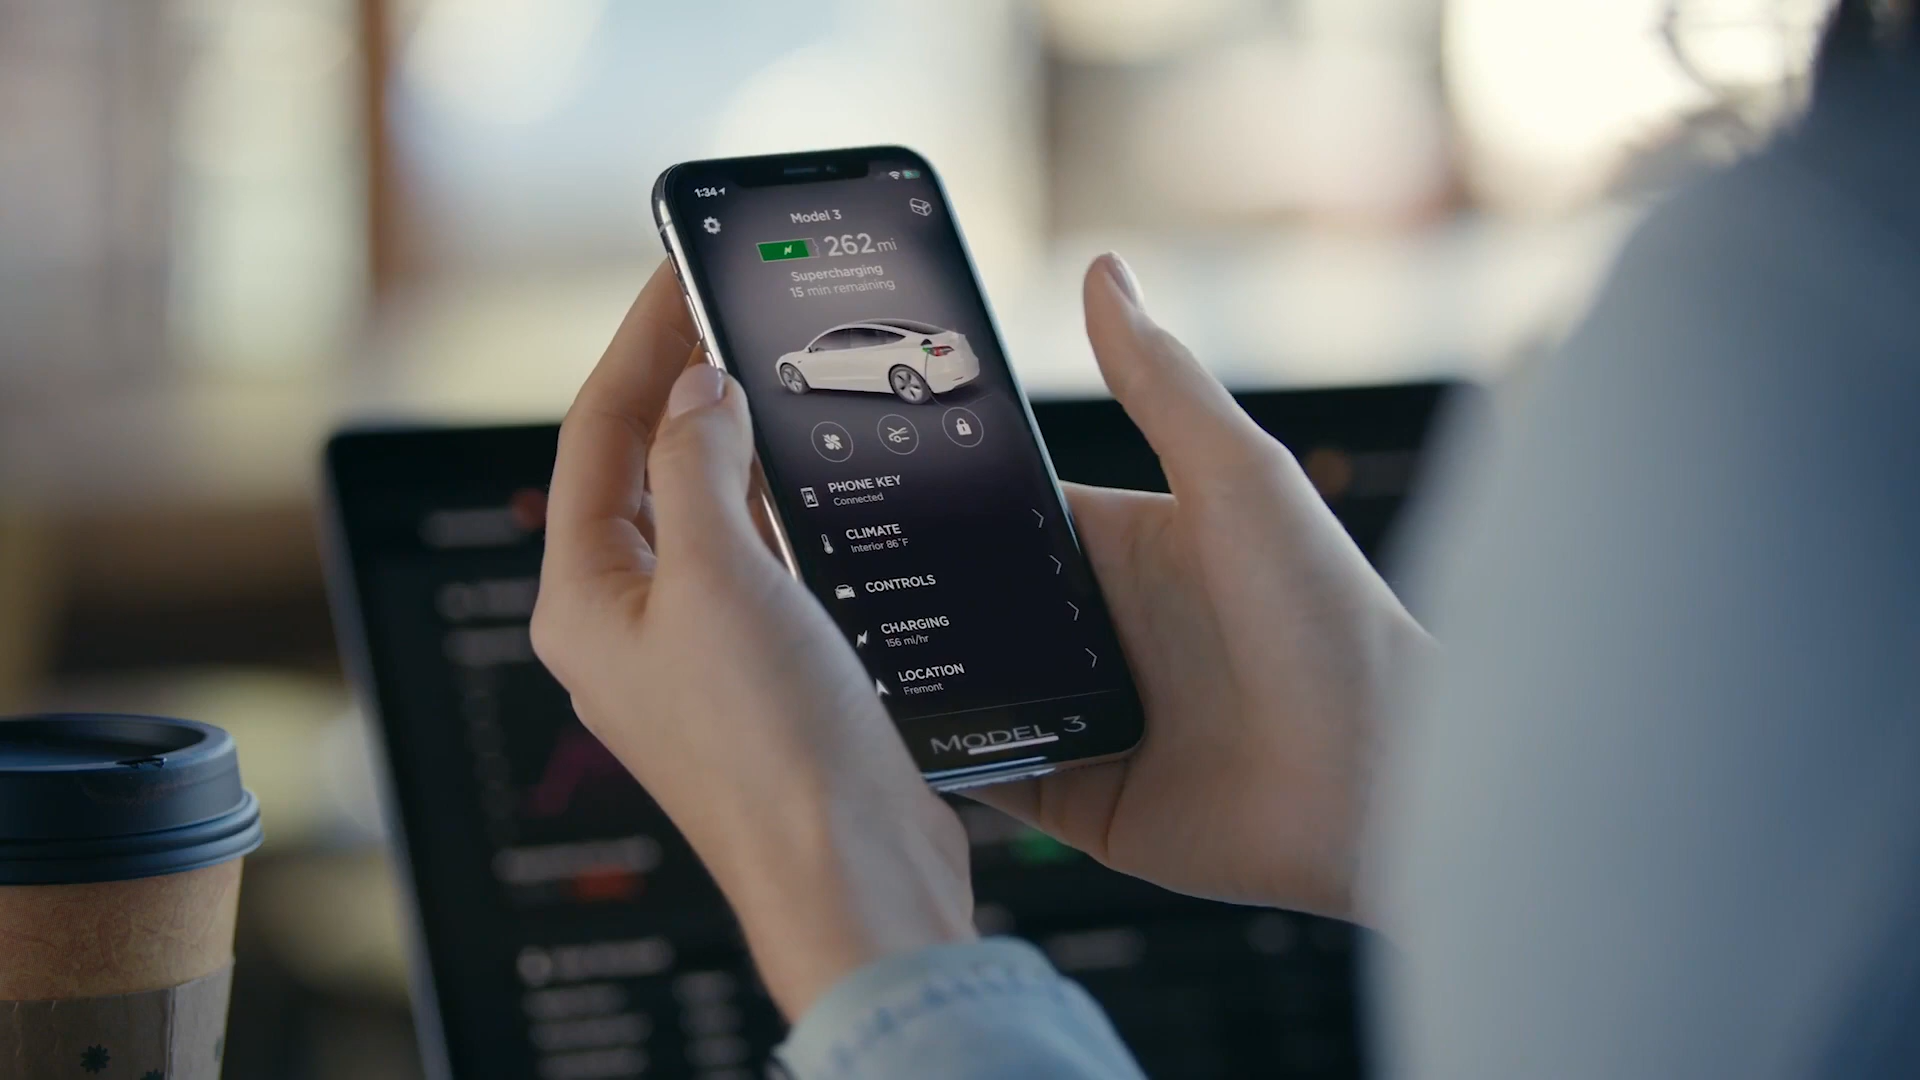 1:34
Model 3
262 mi
Supercharging
15 min remaining
PHONE KEY
Connected
CLIMATE
Interior 86°F
CONTROLS
CHARGING
156 mi/hr
LOCATION
Fremont
MODEL 3